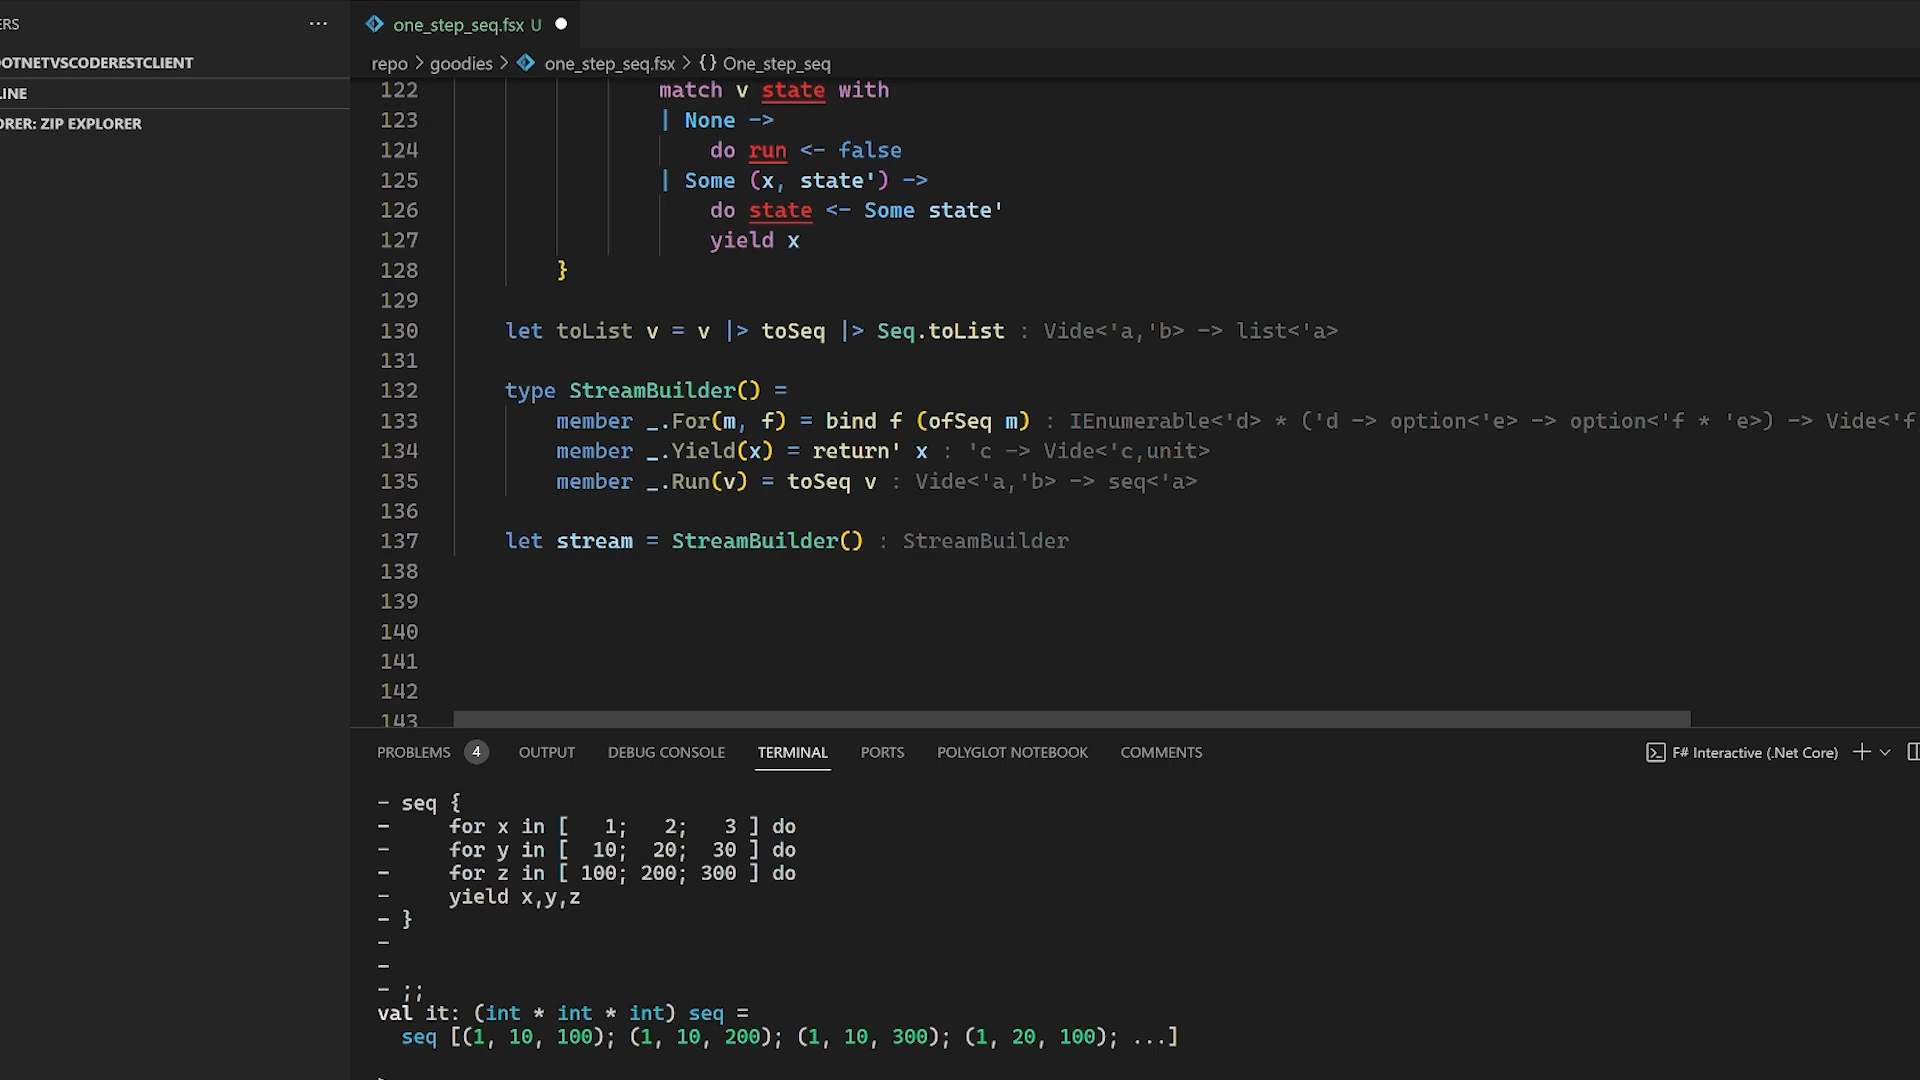 ERS ...
OTNETVSCODERESTCLIENT
LINE
ORER: ZIP EXPLORER
one_step_seq.fsx U
repo > goodies > one_step_seq.fsx > {} One_step_seq
122 match v state with
123 | None ->
124 do run <- false
125 | Some (x, state') ->
126 do state <- Some state'
127 yield x
128 }
129
130 let toList v = v |> toSeq |> Seq.toList : Vide<'a,'b> -> list<'a>
131
132 type StreamBuilder() =
133 member _.For(m, f) = bind f (ofSeq m) : IEnumerable<'d> * ('d -> option<'e> -> option<'f * 'e>) -> Vide<'f
134 member _.Yield(x) = return' x : 'c -> Vide<'c,unit>
135 member _.Run(v) = toSeq v : Vide<'a,'b> -> seq<'a>
136
137 let stream = StreamBuilder() : StreamBuilder
138
139
140
141
142
143
PROBLEMS 4 OUTPUT DEBUG CONSOLE TERMINAL PORTS POLYGLOT NOTEBOOK COMMENTS F# Interactive (.Net Core)
- seq {
- for x in [ 1; 2; 3 ] do
- for y in [ 10; 20; 30 ] do
- for z in [ 100; 200; 300 ] do
- yield x,y,z
- }
-
-
- ;;
val it: (int * int * int) seq =
seq [(1, 10, 100); (1, 10, 200); (1, 10, 300); (1, 20, 100); ...]